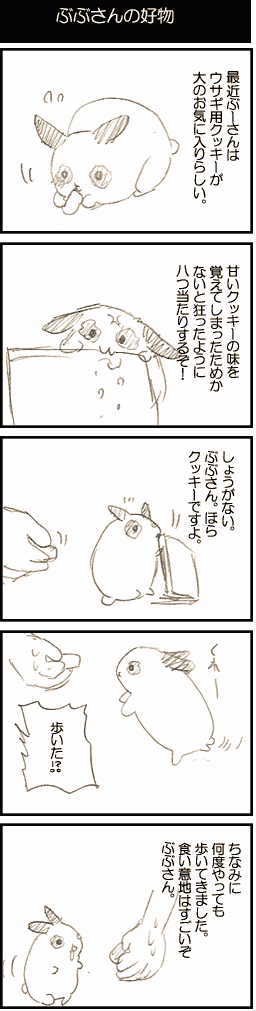 ぶぶさんの好物
最近ぶーさんは
ウサギ用クッキーが
大のお気に入りらしい。
甘いクッキーの味を
覚えてしまったためか
ないと狂ったように
八つ当たりするぞ！
しょうがない。
ぶぶさん。ほら
クッキーですよ。
くれー
歩いた!?
ちなみに
何度やっても
歩いてきました。
食い意地はすごいぞ
ぶぶさん。